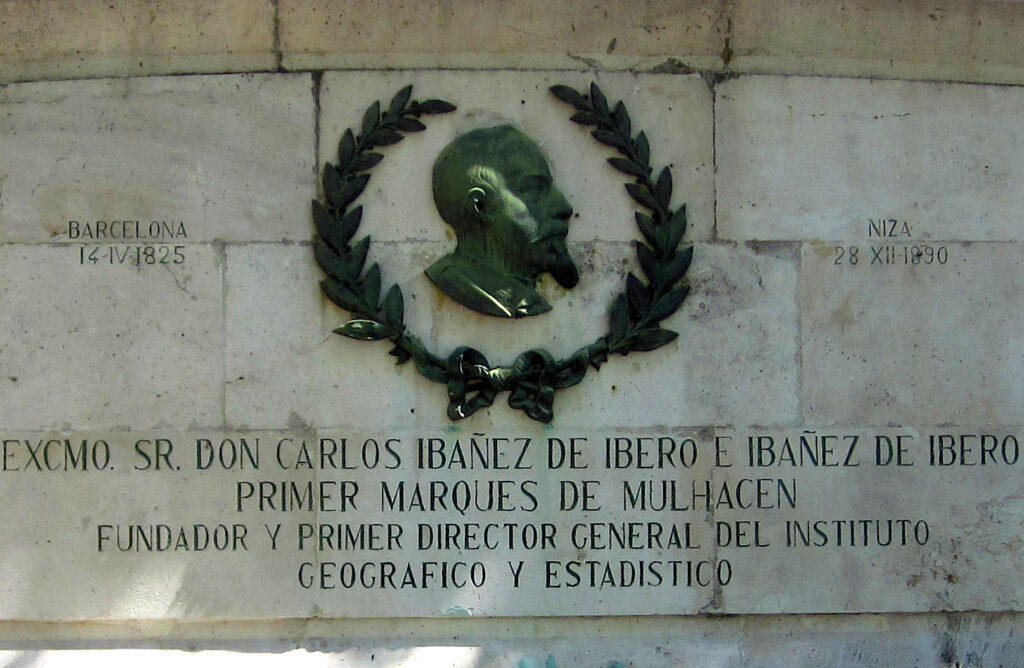 BARCELONA
14-IV-1825
NIZA
28 XII-1890
EXCMO. SR. DON CARLOS IBAÑEZ DE IBERO E IBAÑEZ DE IBERO
PRIMER MARQUES DE MULHACEN
FUNDADOR Y PRIMER DIRECTOR GENERAL DEL INSTITUTO
GEOGRAFICO Y ESTADISTICO